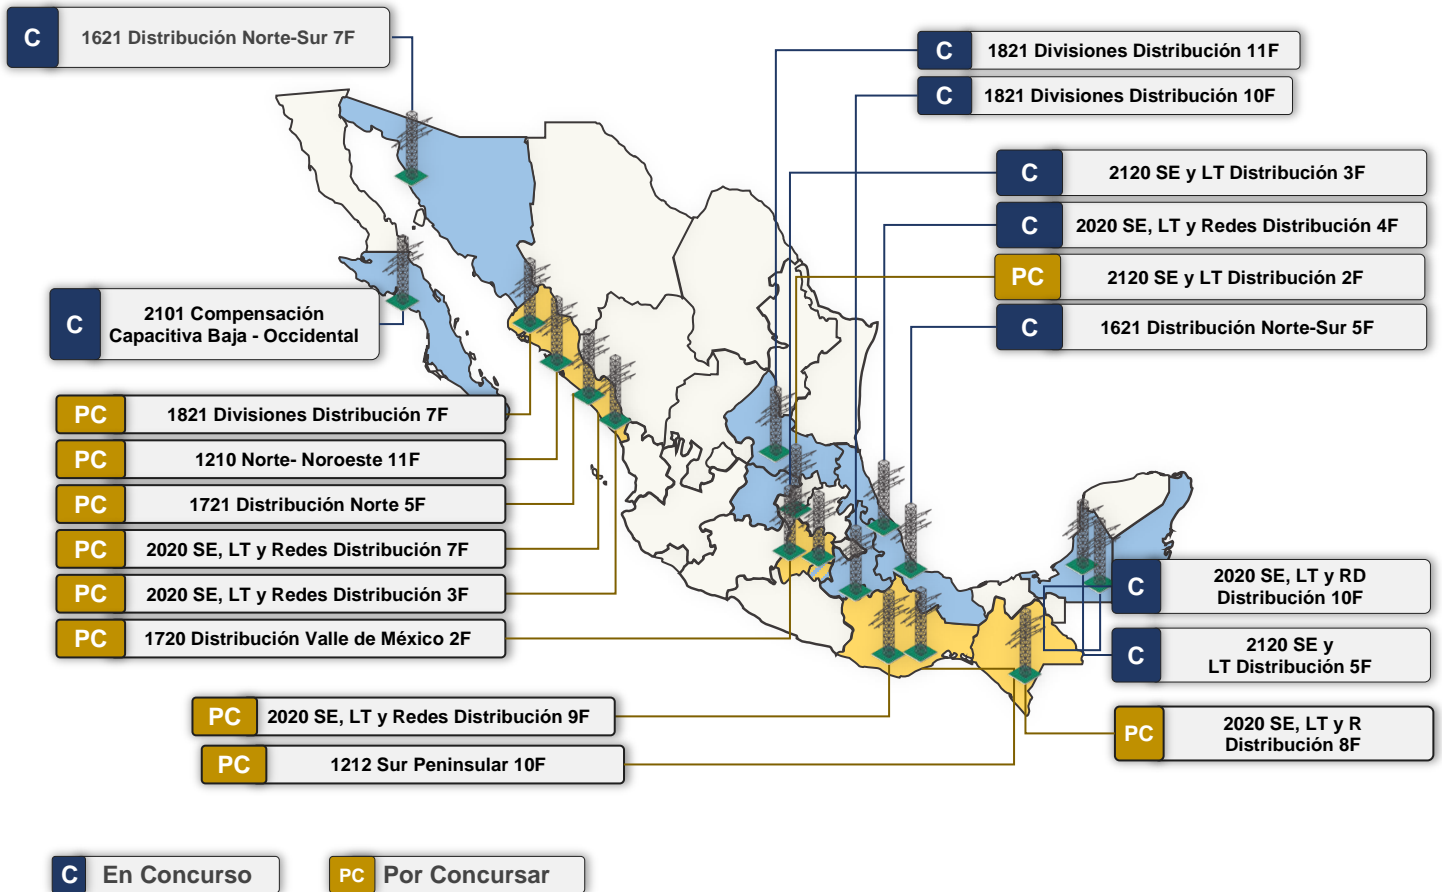 C 1621 Distribución Norte-Sur 7F
C 1821 Divisiones Distribución 11F
C 1821 Divisiones Distribución 10F
C 2120 SE y LT Distribución 3F
C 2020 SE, LT y Redes Distribución 4F
PC 2120 SE y LT Distribución 2F
C 1621 Distribución Norte-Sur 5F
C 2101 Compensación
Capacitiva Baja - Occidental
PC 1821 Divisiones Distribución 7F
PC 1210 Norte- Noroeste 11F
PC 1721 Distribución Norte 5F
PC 2020 SE, LT y Redes Distribución 7F
PC 2020 SE, LT y Redes Distribución 3F
PC 1720 Distribución Valle de México 2F
C 2020 SE, LT y RD
Distribución 10F
C 2120 SE y
LT Distribución 5F
PC 2020 SE, LT y Redes Distribución 9F
PC 1212 Sur Peninsular 10F
PC 2020 SE, LT y R
Distribución 8F
C En Concurso
PC Por Concursar